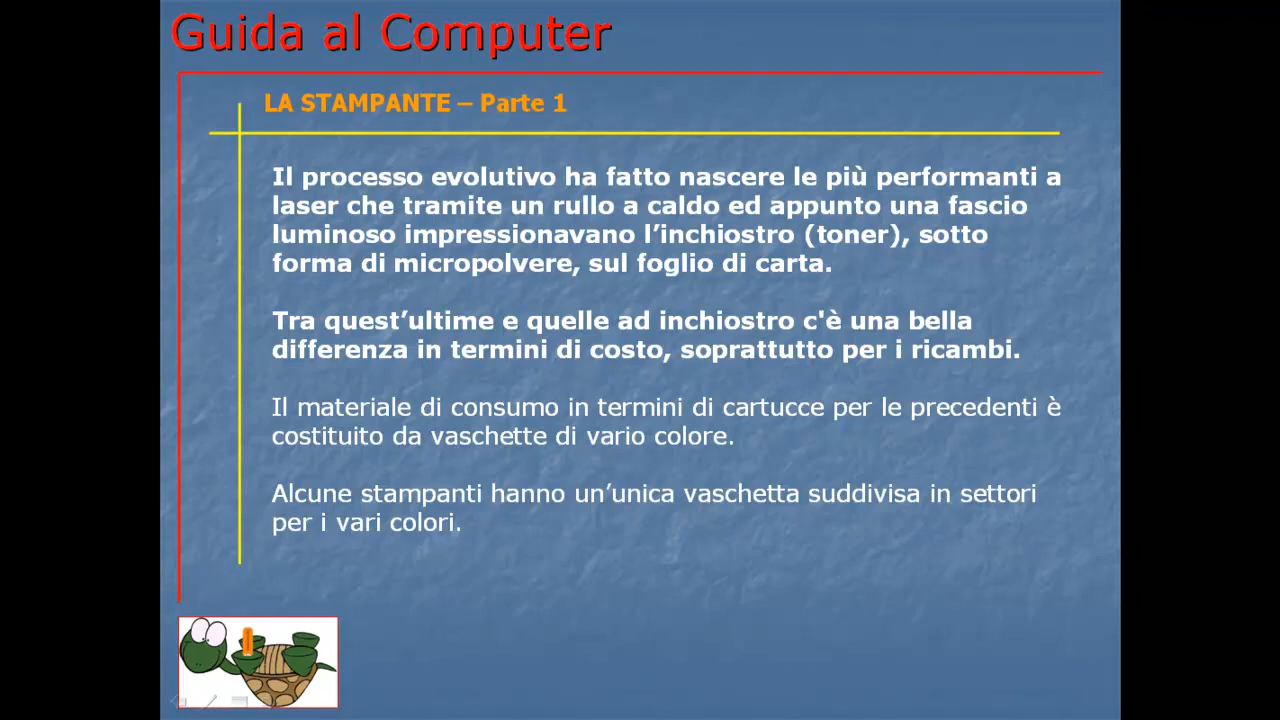 Guida al Computer
LA STAMPANTE – Parte 1
Il processo evolutivo ha fatto nascere le più performanti a
laser che tramite un rullo a caldo ed appunto una fascio
luminoso impressionavano l’inchiostro (toner), sotto
forma di micropolvere, sul foglio di carta.
Tra quest’ultime e quelle ad inchiostro c'è una bella
differenza in termini di costo, soprattutto per i ricambi.
Il materiale di consumo in termini di cartucce per le precedenti è
costituito da vaschette di vario colore.
Alcune stampanti hanno un’unica vaschetta suddivisa in settori
per i vari colori.